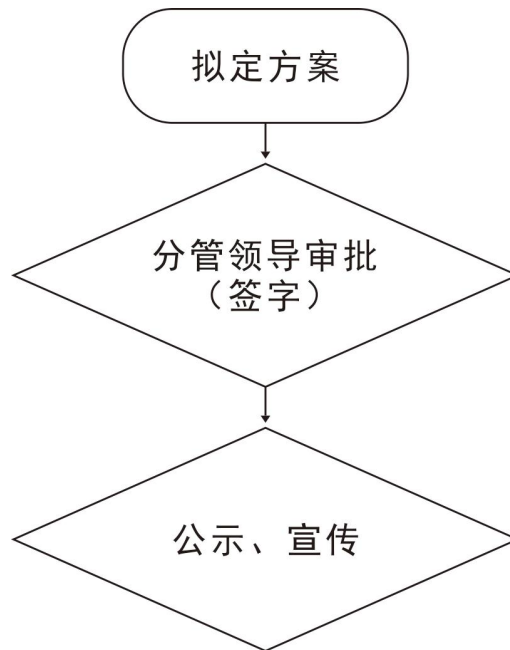 拟定方案
分管领导审批
（签字）
公示、宣传